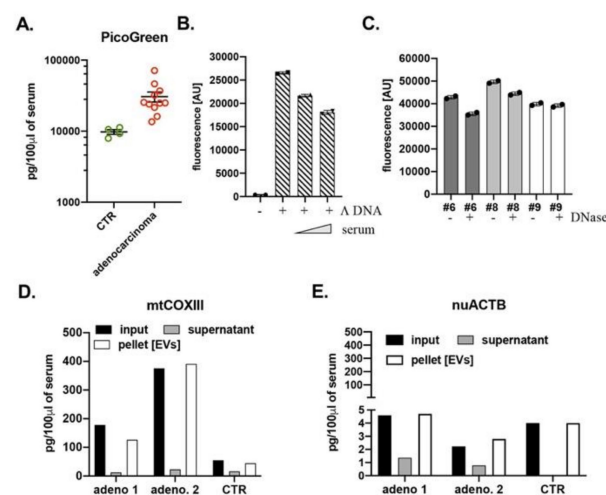 A.
PicoGreen
pg/100µl of serum
100000
10000
1000
CTR
adenocarcinoma
B.
fluorescence [AU]
30000
25000
20000
15000
10000
5000
0
- + + + Λ DNA
serum
C.
fluorescence [AU]
60000
50000
40000
30000
20000
10000
0
#6 #6 #8 #8 #9 #9
- + - + - + DNase
D.
mtCOXIII
input supernatant
pellet [EVs]
pg/100µl of serum
500
400
300
200
100
0
adeno 1 adeno. 2 CTR
E.
nuACTB
input supernatant
pellet [EVs]
pg/100µl of serum
500
400
300
200
100
5
4
3
2
1
0
adeno 1 adeno. 2 CTR